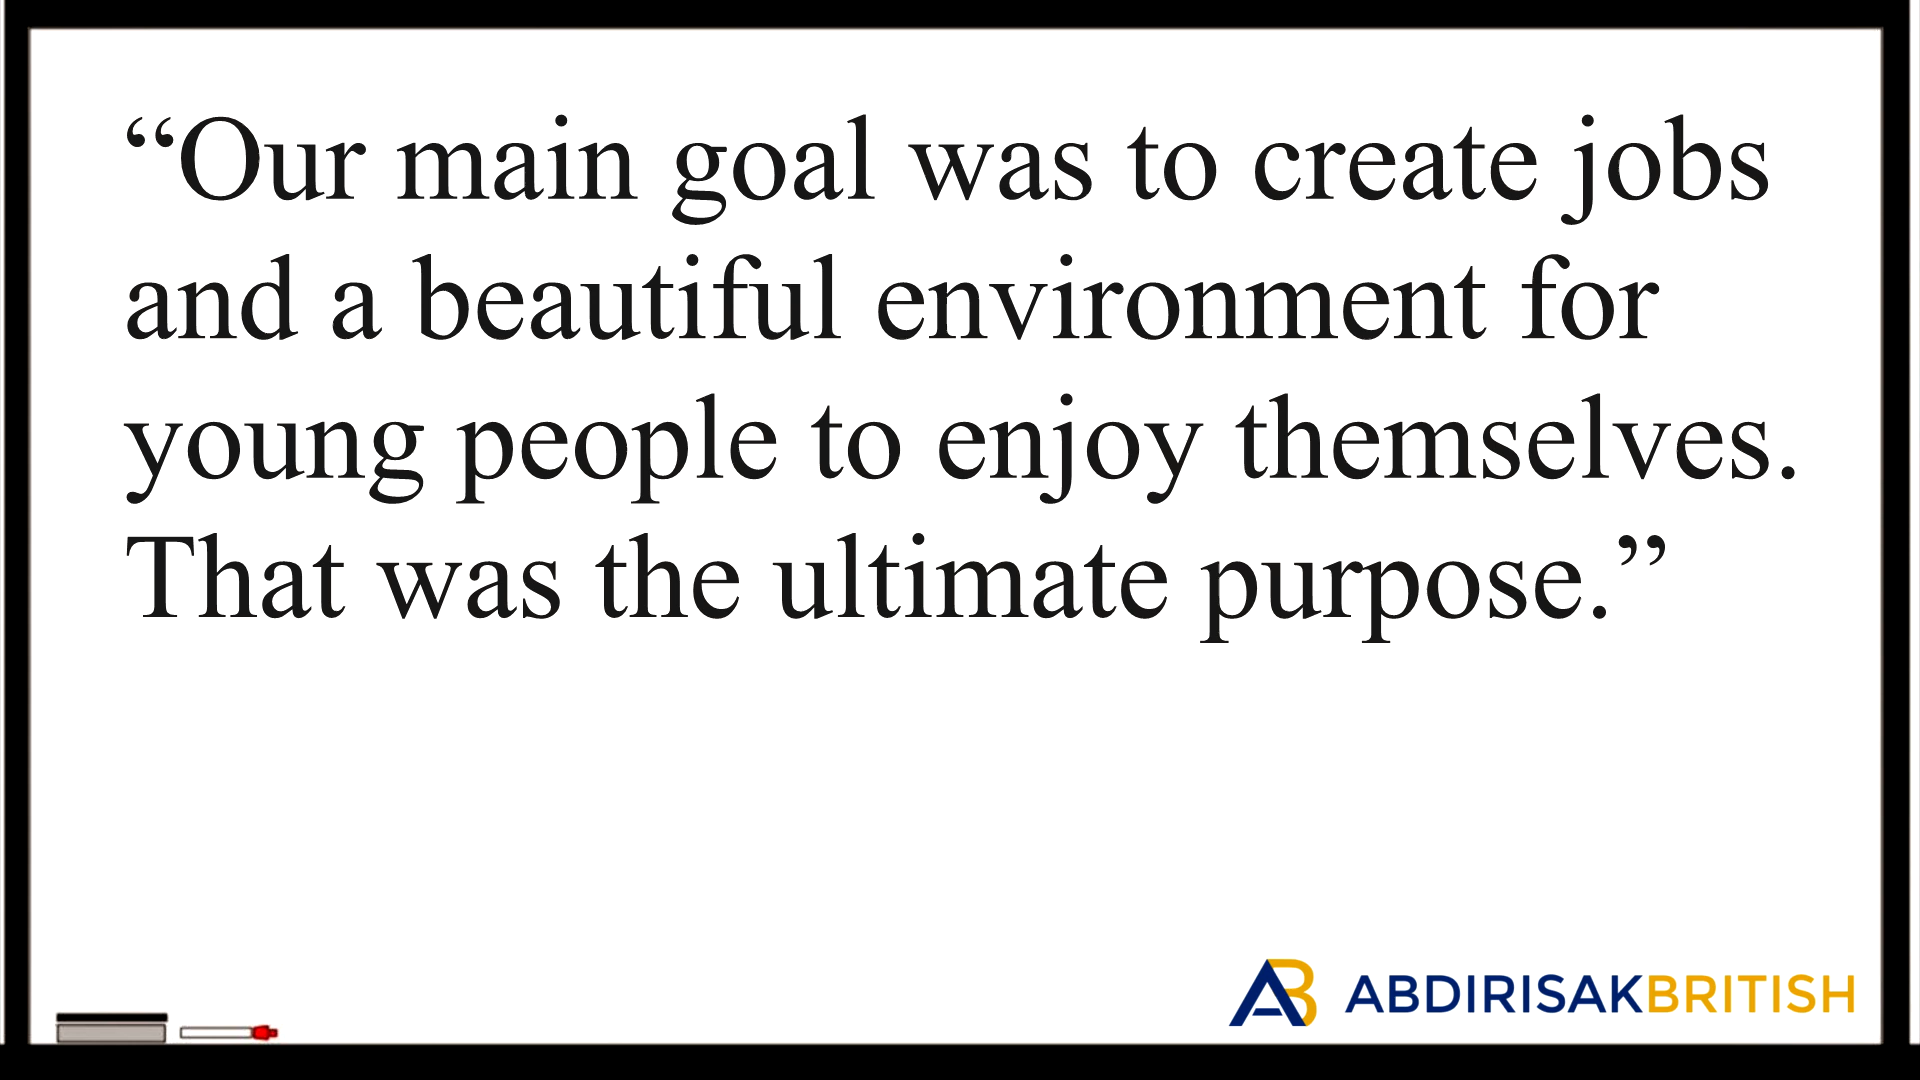 “Our main goal was to create jobs
and a beautiful environment for
young people to enjoy themselves.
That was the ultimate purpose.”
AB ABDIRISAKBRITISH